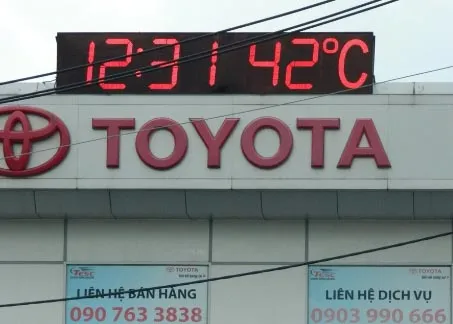 12:31 42°C
TOYOTA
TCSC TOYOTA
LIÊN HỆ BÁN HÀNG
090 763 3838
TOYOTA
LIÊN HỆ DỊCH VỤ
0903 990 666